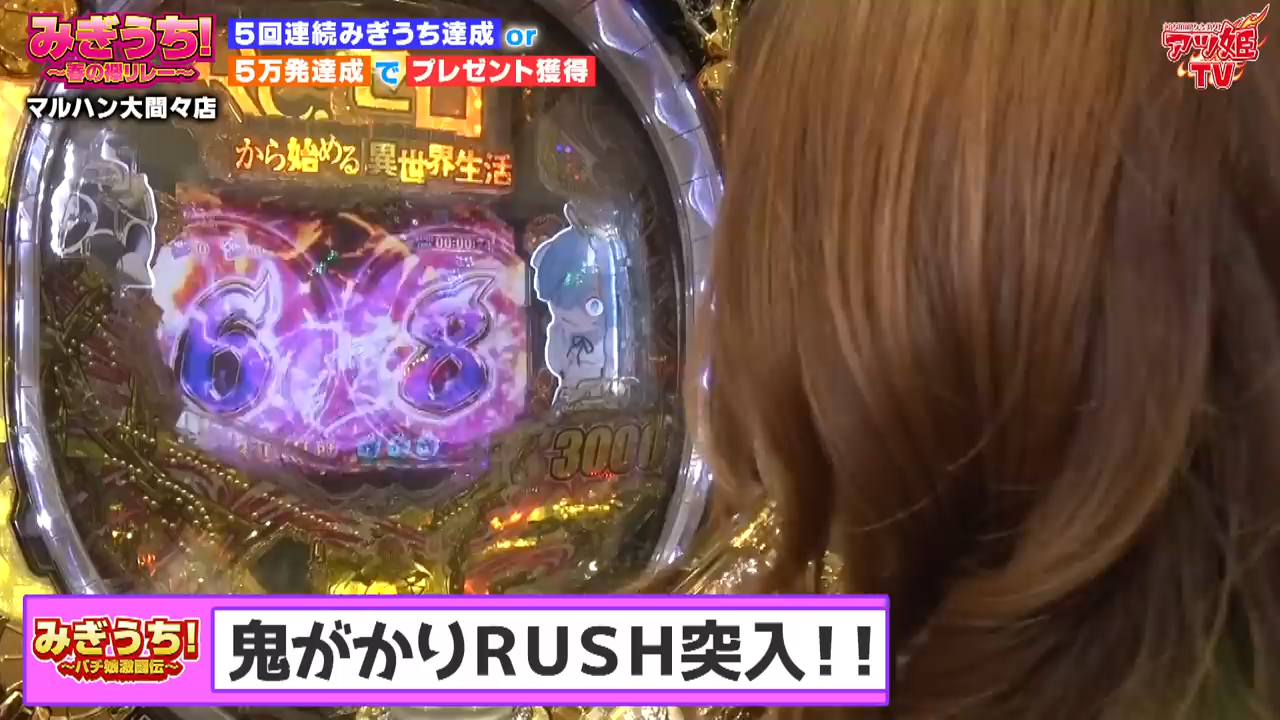 みぎうち!
～春の襷リレー～
マルハン大間々店
5回連続みぎうち達成 or
5万発達成 で プレゼント獲得
アツ姫
TV
から始める異世界生活
6 8
3000
みぎうち!
～パチ娘激闘伝～
鬼がかりRUSH突入!!